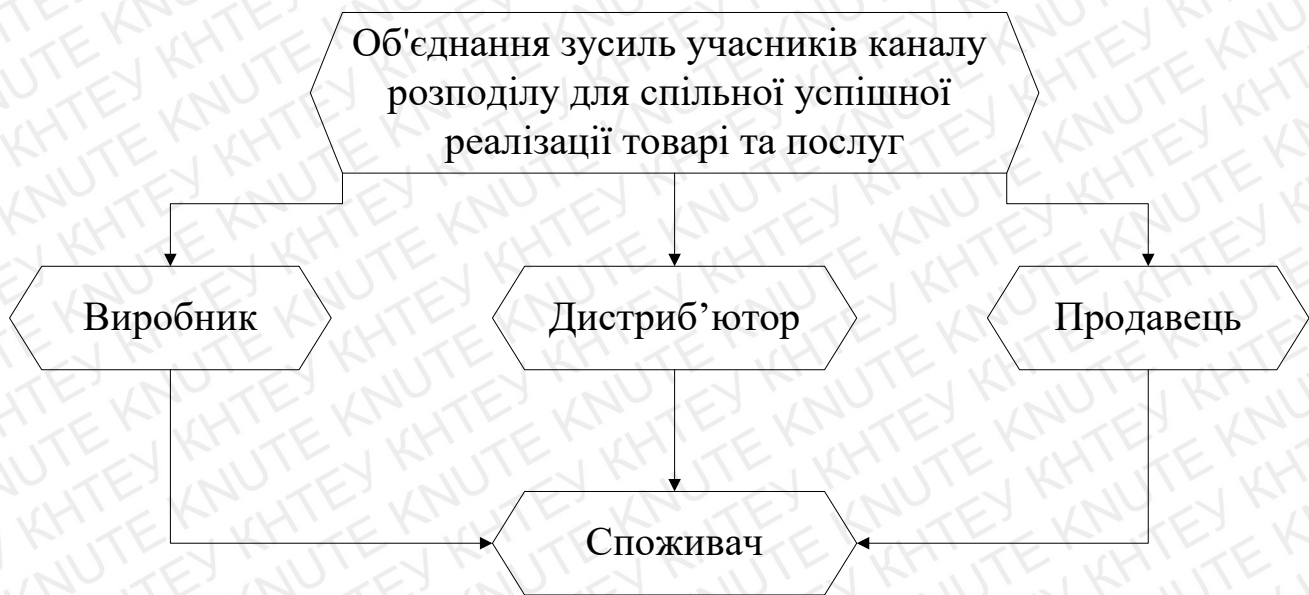 Об'єднання зусиль учасників каналу
розподілу для спільної успішної
реалізації товарі та послуг
Виробник
Дистриб’ютор
Продавець
Споживач